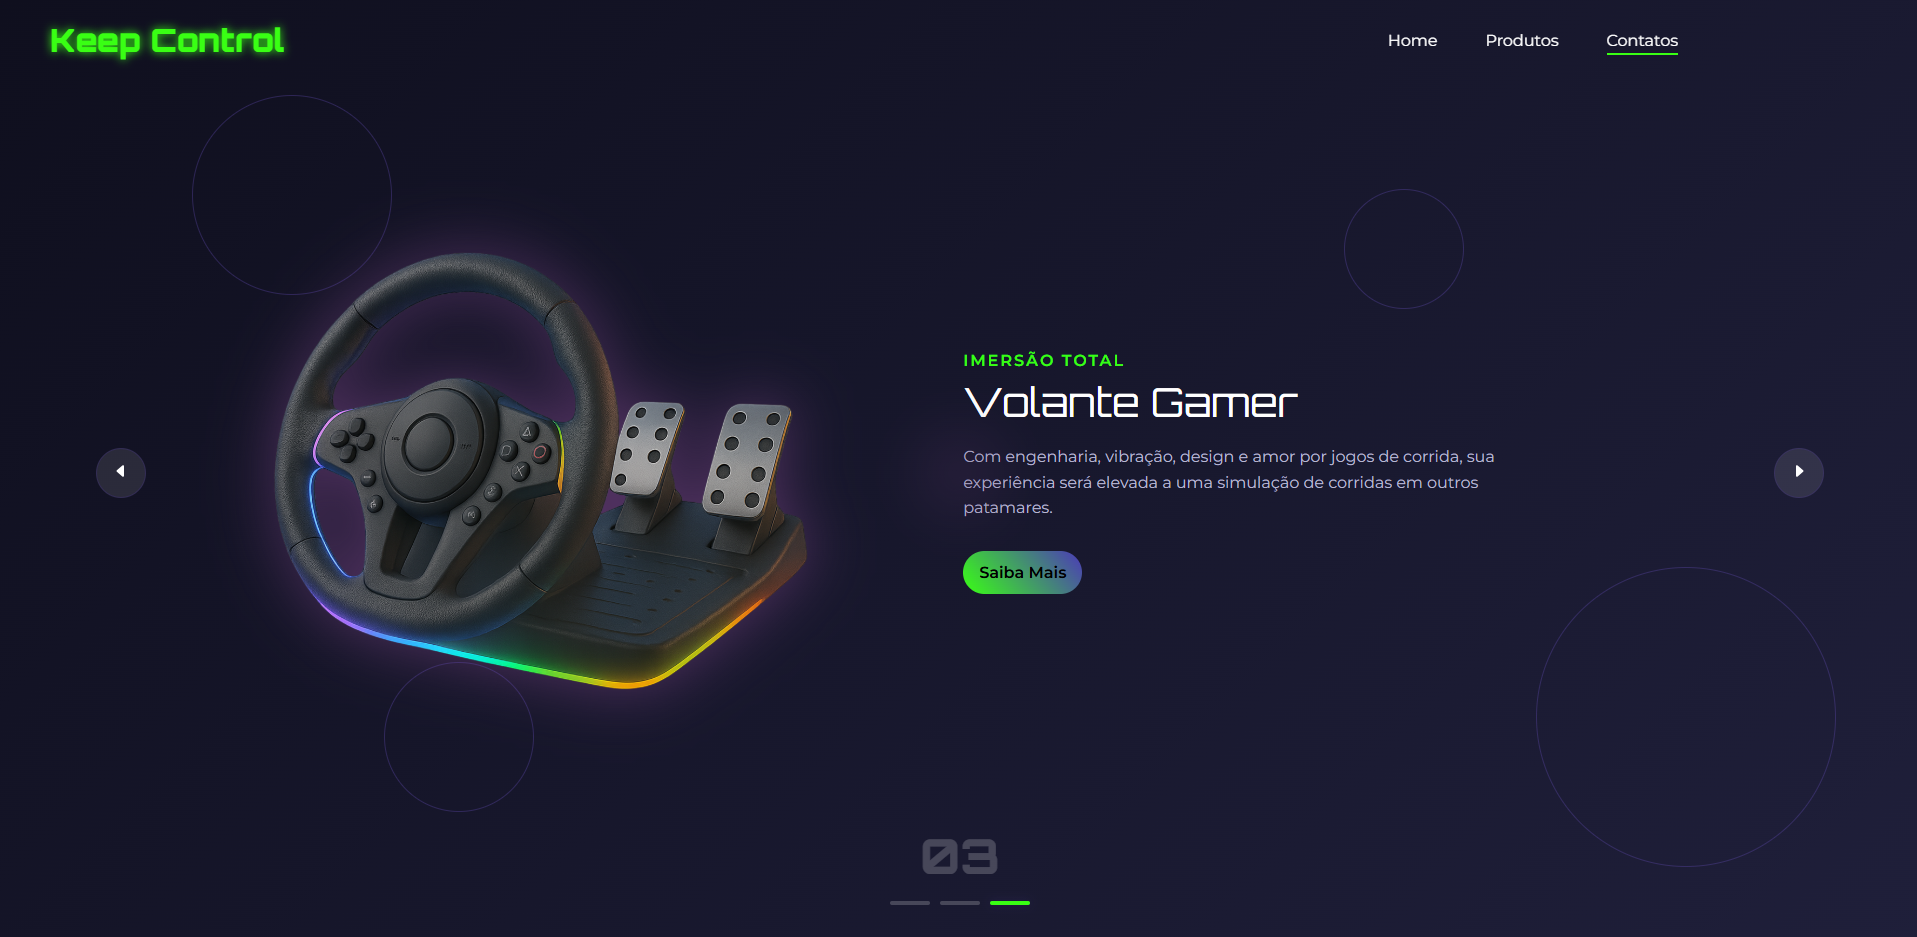 Keep Control
Home
Produtos
Contatos
IMERSÃO TOTAL
Volante Gamer
Com engenharia, vibração, design e amor por jogos de corrida, sua
experiência será elevada a uma simulação de corridas em outros
patamares.
Saiba Mais
03